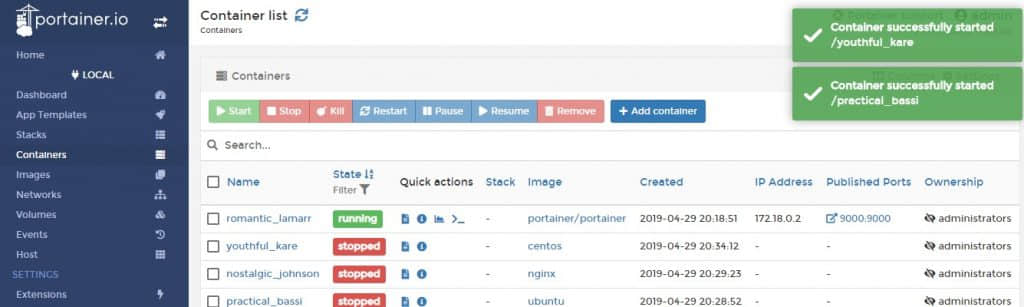 portainer.io
Home
LOCAL
Dashboard
App Templates
Stacks
Containers
Images
Networks
Volumes
Events
Host
SETTINGS
Extensions
Container list
Containers
admin
Container successfully started
/youthful_kare
Container successfully started
/practical_bassi
Containers
Start Stop Kill Restart Pause Resume Remove + Add container
Search...
Name State Filter Quick actions Stack Image Created IP Address Published Ports Ownership
romantic_lamarr running >_ - portainer/portainer 2019-04-29 20:18:51 172.18.0.2 9000:9000 administrators
youthful_kare stopped - centos 2019-04-29 20:34:12 - - administrators
nostalgic_johnson stopped - nginx 2019-04-29 20:29:23 - - administrators
practical_bassi stopped - ubuntu 2019-04-29 20:28:52 - - administrators